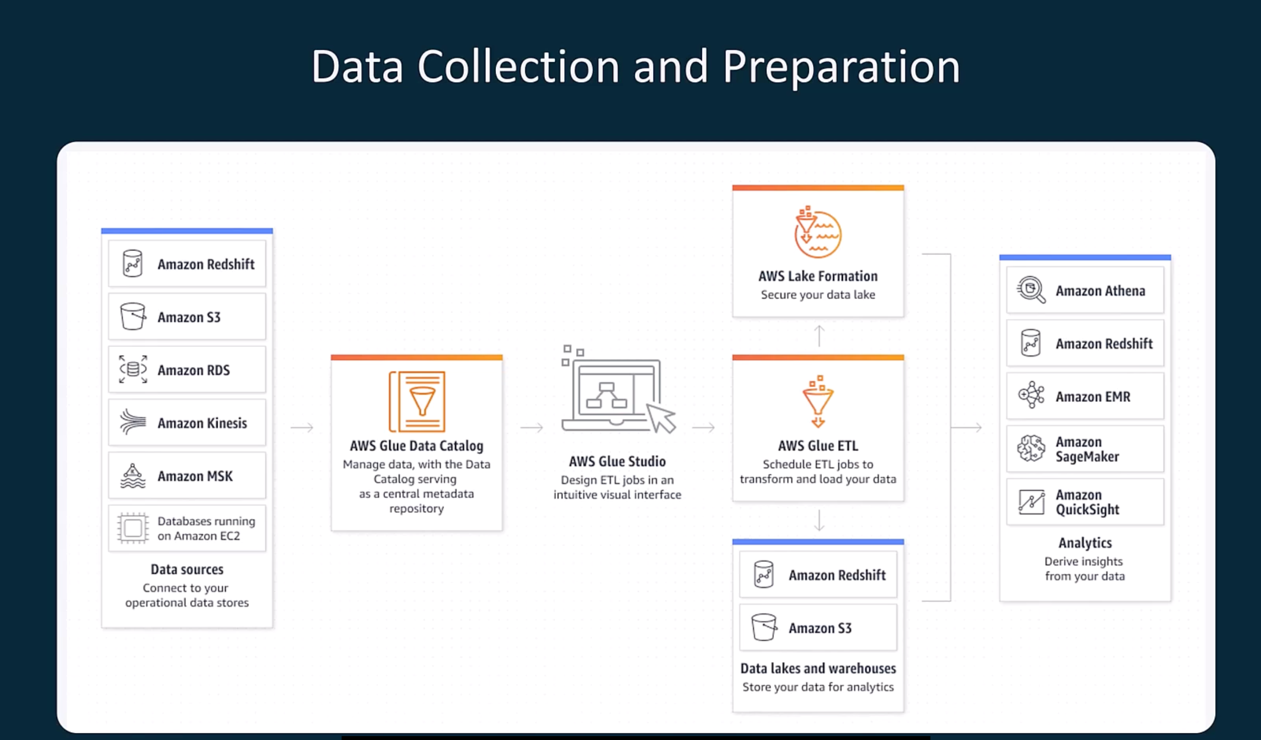 Data Collection and Preparation
Amazon Redshift
Amazon S3
Amazon RDS
Amazon Kinesis
Amazon MSK
Databases running
on Amazon EC2
Data sources
Connect to your
operational data stores
AWS Glue Data Catalog
Manage data, with the Data
Catalog serving
as a central metadata
repository
AWS Glue Studio
Design ETL jobs in an
intuitive visual interface
AWS Lake Formation
Secure your data lake
AWS Glue ETL
Schedule ETL jobs to
transform and load your data
Amazon Redshift
Amazon S3
Data lakes and warehouses
Store your data for analytics
Amazon Athena
Amazon Redshift
Amazon EMR
Amazon
SageMaker
Amazon
QuickSight
Analytics
Derive insights
from your data